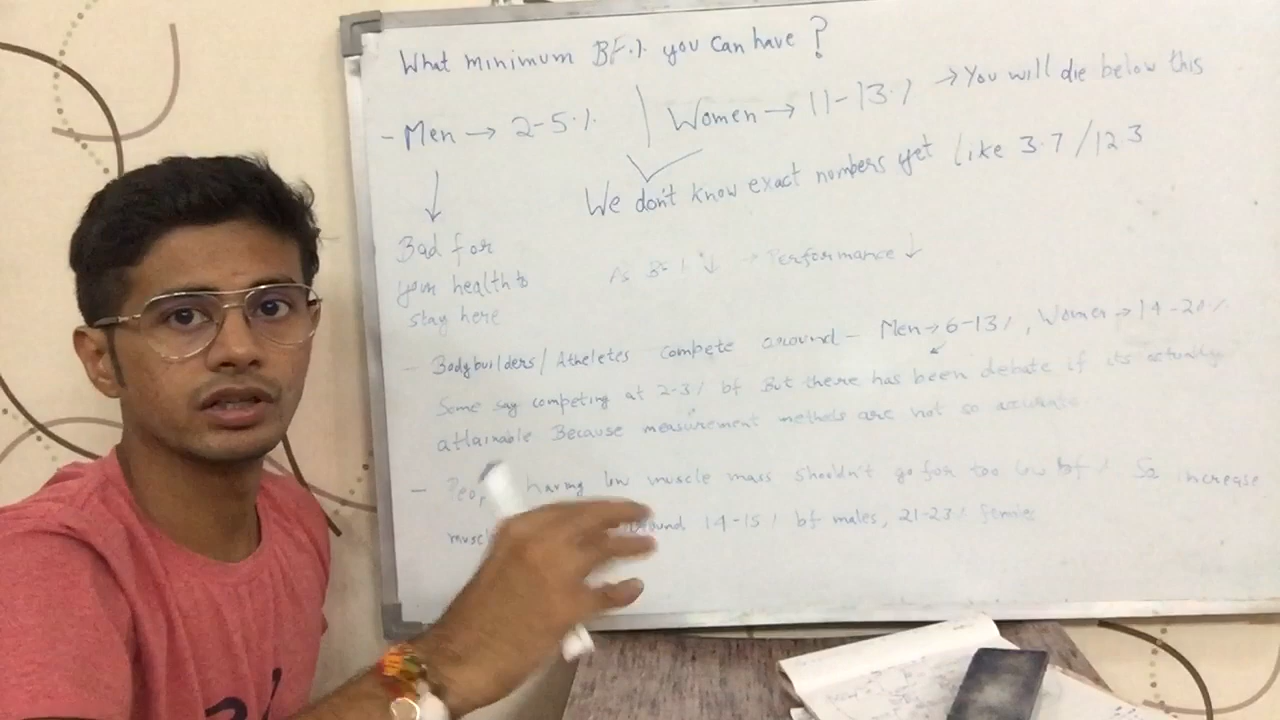 What minimum BF.% you can have ?
- Men → 2-5.% | Women → 11-13.% → You will die below this
We don't know exact numbers yet like 3.7/12.3
Bad for
your health to
stay here
As BF % ↓ → Performance ↓
- Bodybuilders/Atheletes compete around - Men → 6-13%, Women → 14-20%
Some say competing at 2-3% bf But there has been debate if its actually
attainable Because measurement methods are not so accurate
- having low muscle mass shouldn't go for too low bf % So increase
around 14-15% bf males, 21-23%